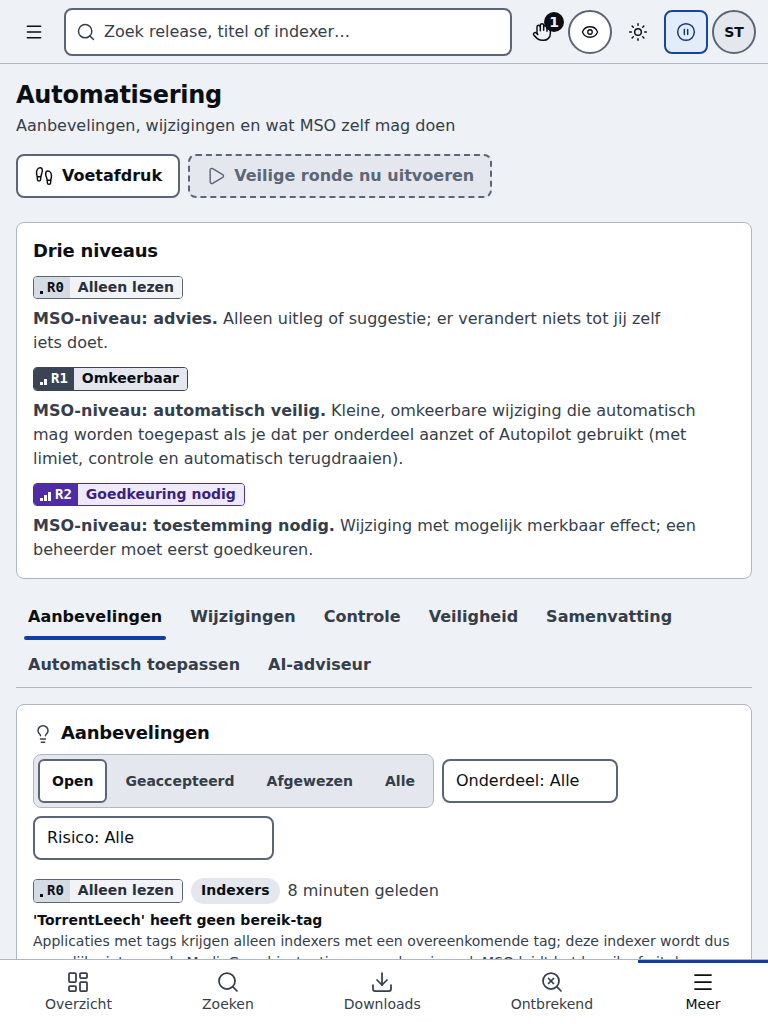 Zoek release, titel of indexer…
1
ST
Automatisering
Aanbevelingen, wijzigingen en wat MSO zelf mag doen
Voetafdruk
Veilige ronde nu uitvoeren
Drie niveaus
R0 Alleen lezen
MSO-niveau: advies. Alleen uitleg of suggestie; er verandert niets tot jij zelf
iets doet.
R1 Omkeerbaar
MSO-niveau: automatisch veilig. Kleine, omkeerbare wijziging die automatisch
mag worden toegepast als je dat per onderdeel aanzet of Autopilot gebruikt (met
limiet, controle en automatisch terugdraaien).
R2 Goedkeuring nodig
MSO-niveau: toestemming nodig. Wijziging met mogelijk merkbaar effect; een
beheerder moet eerst goedkeuren.
Aanbevelingen Wijzigingen Controle Veiligheid Samenvatting
Automatisch toepassen AI-adviseur
Aanbevelingen
Open Geaccepteerd Afgewezen Alle Onderdeel: Alle
Risico: Alle
R0 Alleen lezen Indexers 8 minuten geleden
'TorrentLeech' heeft geen bereik-tag
Applicaties met tags krijgen alleen indexers met een overeenkomende tag; deze indexer wordt dus
Overzicht Zoeken Downloads Ontbrekend Meer